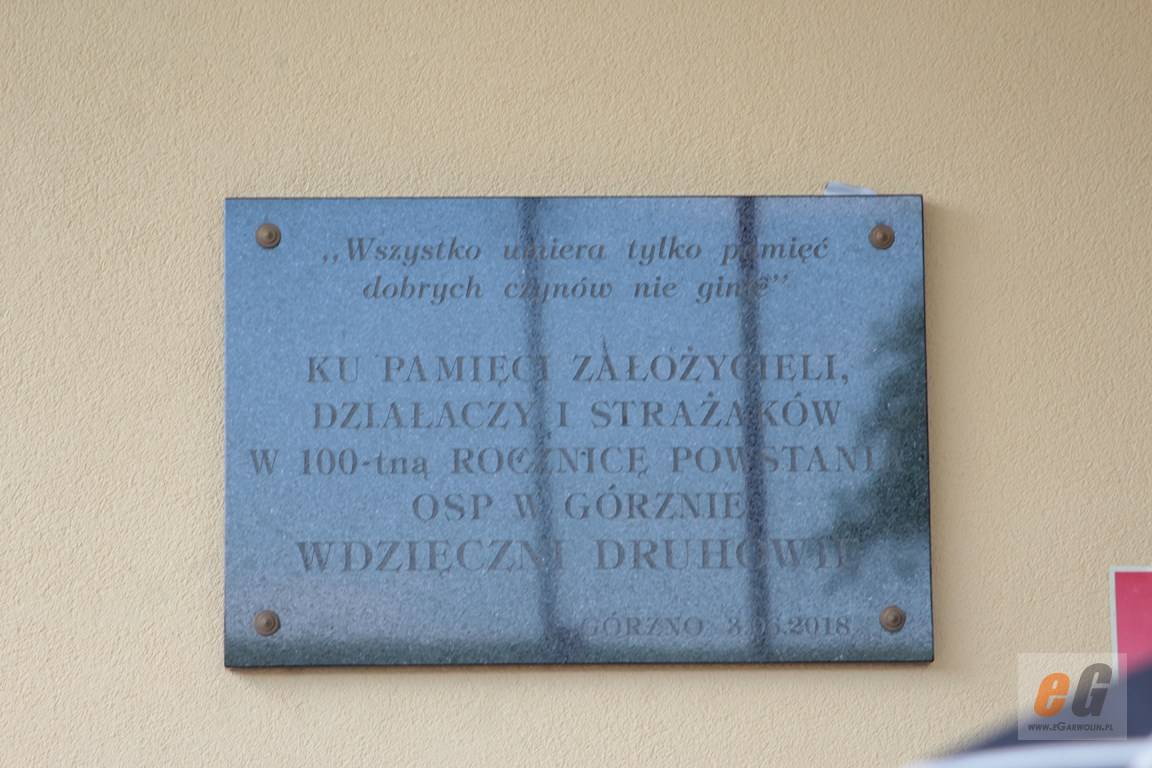 „Wszystko umiera tylko pamięć
dobrych czynów nie ginie”
KU PAMIĘCI ZAŁOŻYCIELI,
DZIAŁACZY I STRAŻAKÓW
W 100-tną ROCZNICĘ POWSTANIA
OSP W GÓRZNIE
WDZIĘCZNI DRUHOWIE
GÓRZNO 3.06.2018
eG
www.eGarwolin.pl